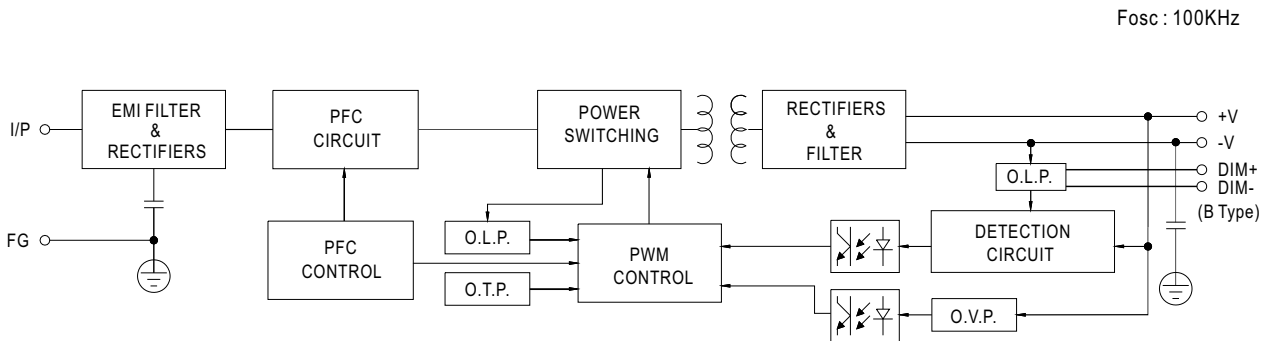 Fosc : 100KHz
I/P
EMI FILTER
&
RECTIFIERS
PFC
CIRCUIT
POWER
SWITCHING
RECTIFIERS
&
FILTER
+V
-V
O.L.P.
DIM+
DIM-
(B Type)
FG
PFC
CONTROL
O.L.P.
O.T.P.
PWM
CONTROL
DETECTION
CIRCUIT
O.V.P.